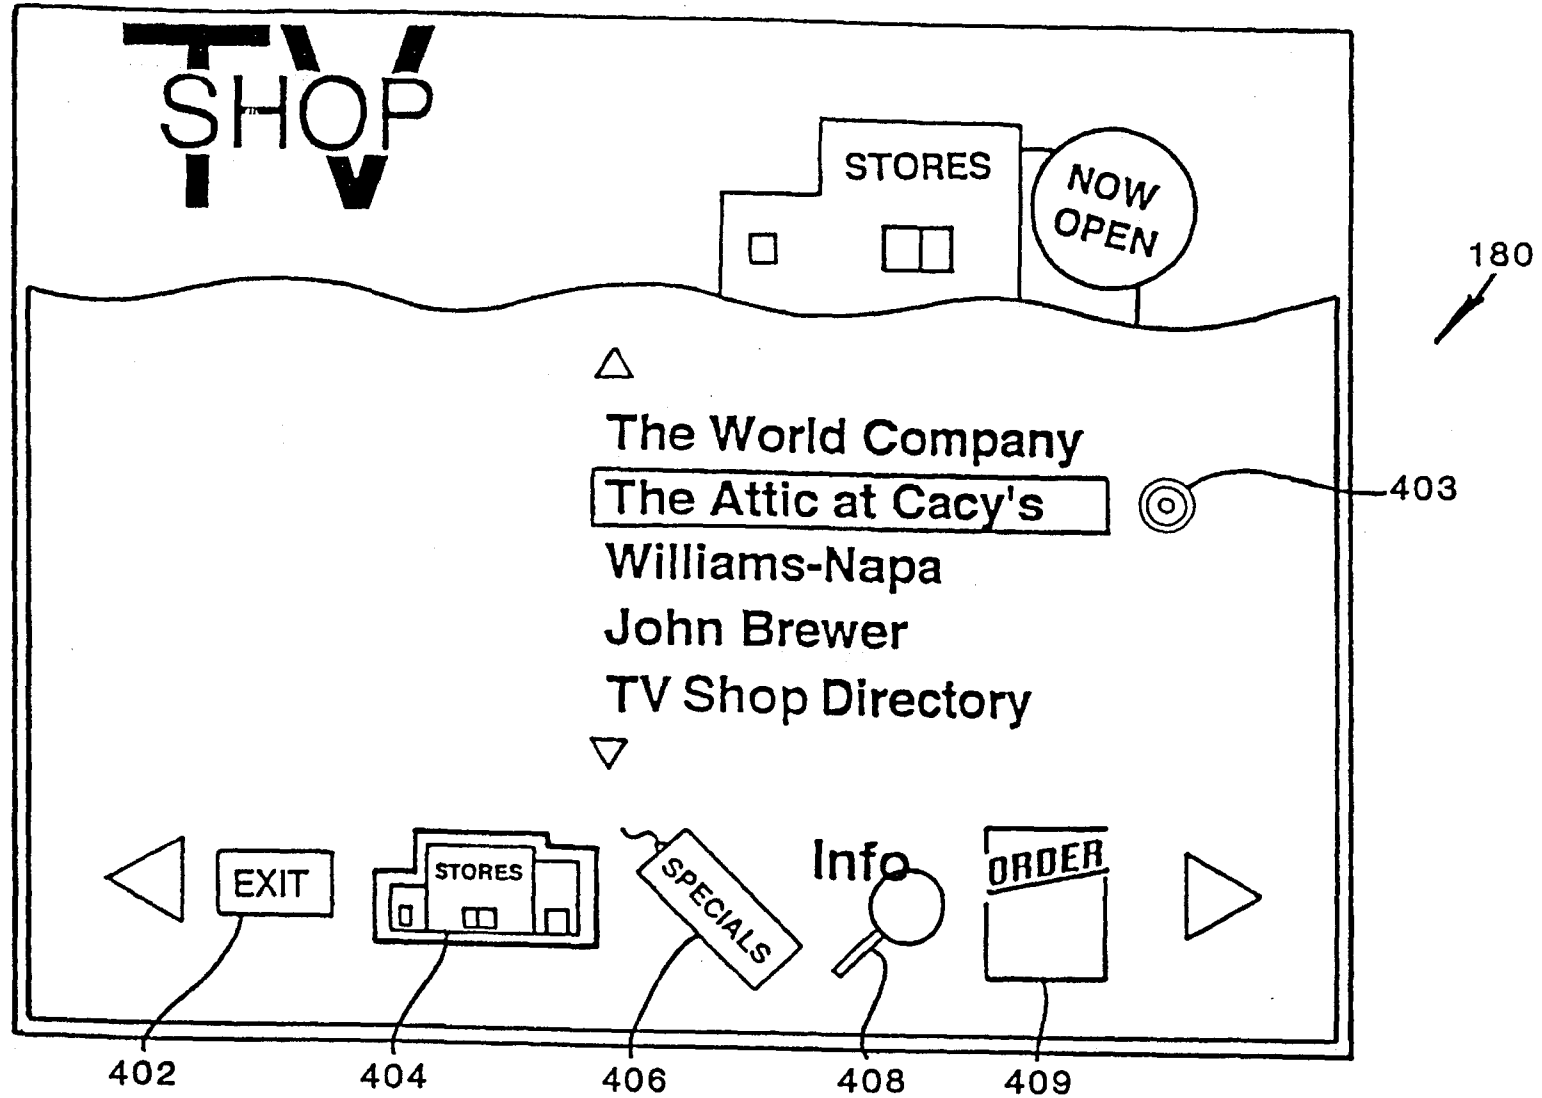 TV
SHOP
STORES
NOW
OPEN
180
The World Company
The Attic at Cacy's
403
Williams-Napa
John Brewer
TV Shop Directory
EXIT
STORES
SPECIALS
Info
ORDER
402
404
406
408
409